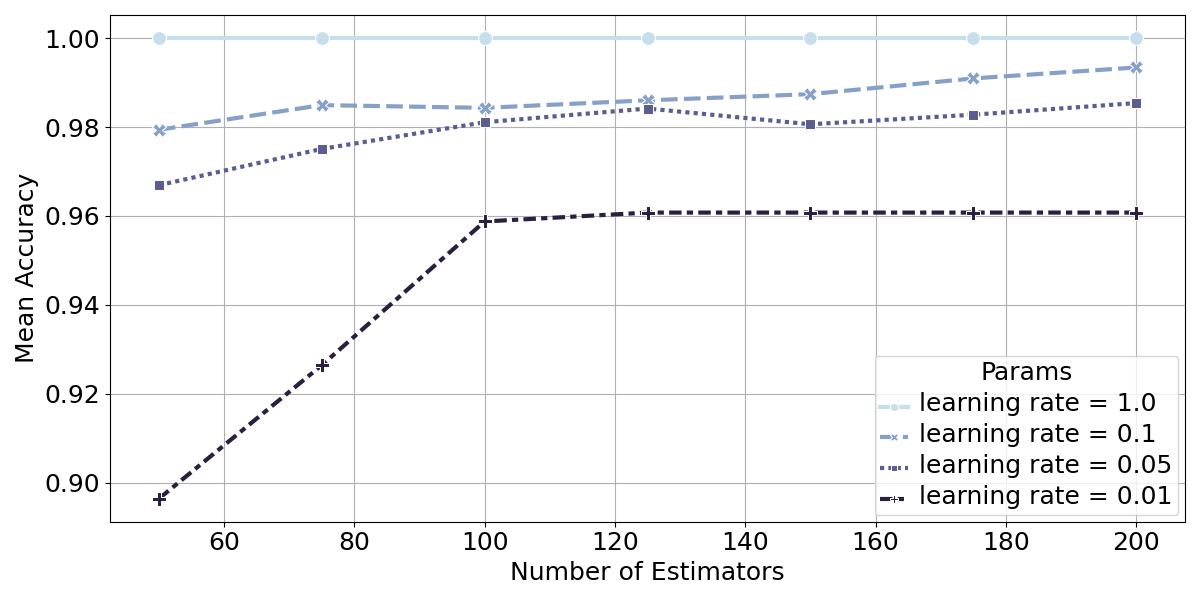 1.00
0.98
0.96
0.94
0.92
0.90
Mean Accuracy
Params
learning rate = 1.0
learning rate = 0.1
learning rate = 0.05
learning rate = 0.01
60 80 100 120 140 160 180 200
Number of Estimators